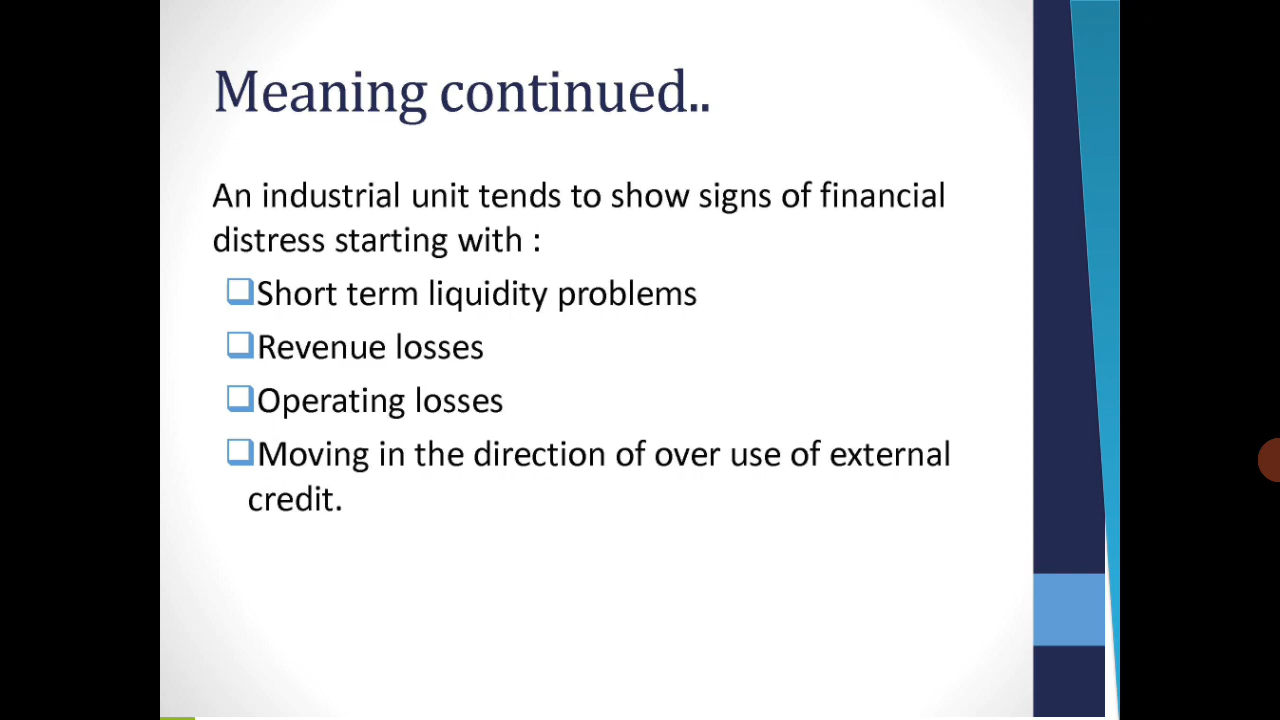 Meaning continued..
An industrial unit tends to show signs of financial
distress starting with :
Short term liquidity problems
Revenue losses
Operating losses
Moving in the direction of over use of external
credit.